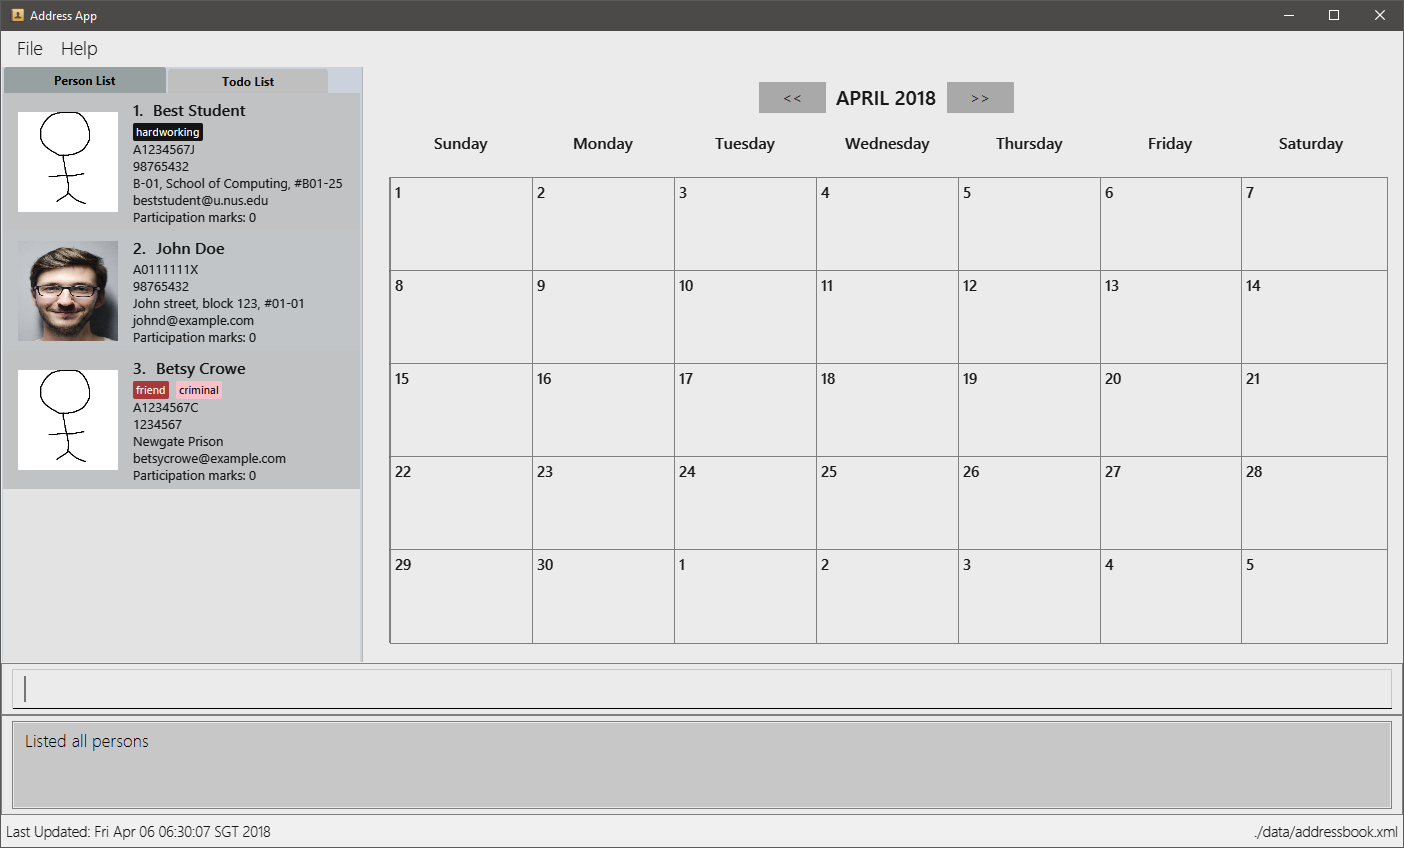 Address App
File Help
Person List Todo List
1. Best Student
hardworking
A1234567J
98765432
B-01, School of Computing, #B01-25
beststudent@u.nus.edu
Participation marks: 0
2. John Doe
A0111111X
98765432
John street, block 123, #01-01
johnd@example.com
Participation marks: 0
3. Betsy Crowe
friend criminal
A1234567C
1234567
Newgate Prison
betsycrowe@example.com
Participation marks: 0
<< APRIL 2018 >>
Sunday Monday Tuesday Wednesday Thursday Friday Saturday
1 2 3 4 5 6 7
8 9 10 11 12 13 14
15 16 17 18 19 20 21
22 23 24 25 26 27 28
29 30 1 2 3 4 5
Listed all persons
Last Updated: Fri Apr 06 06:30:07 SGT 2018 ./data/addressbook.xml